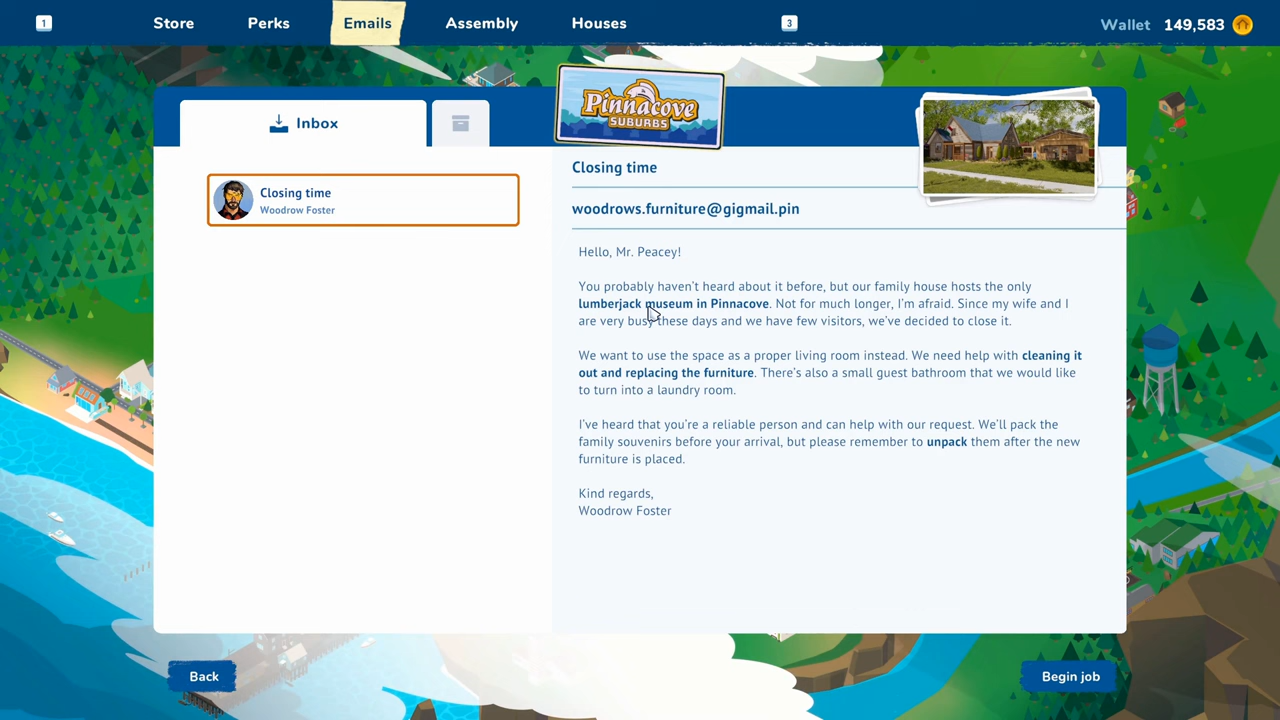 1
Store
Perks
Emails
Assembly
Houses
3
Wallet 149,583
Inbox
Pinnacove
SUBURBS
Closing time
Woodrow Foster
Closing time
woodrows.furniture@gigmail.pin
Hello, Mr. Peacey!
You probably haven't heard about it before, but our family house hosts the only
lumberjack museum in Pinnacove. Not for much longer, I'm afraid. Since my wife and I
are very busy these days and we have few visitors, we've decided to close it.
We want to use the space as a proper living room instead. We need help with cleaning it
out and replacing the furniture. There's also a small guest bathroom that we would like
to turn into a laundry room.
I've heard that you're a reliable person and can help with our request. We'll pack the
family souvenirs before your arrival, but please remember to unpack them after the new
furniture is placed.
Kind regards,
Woodrow Foster
Back
Begin job